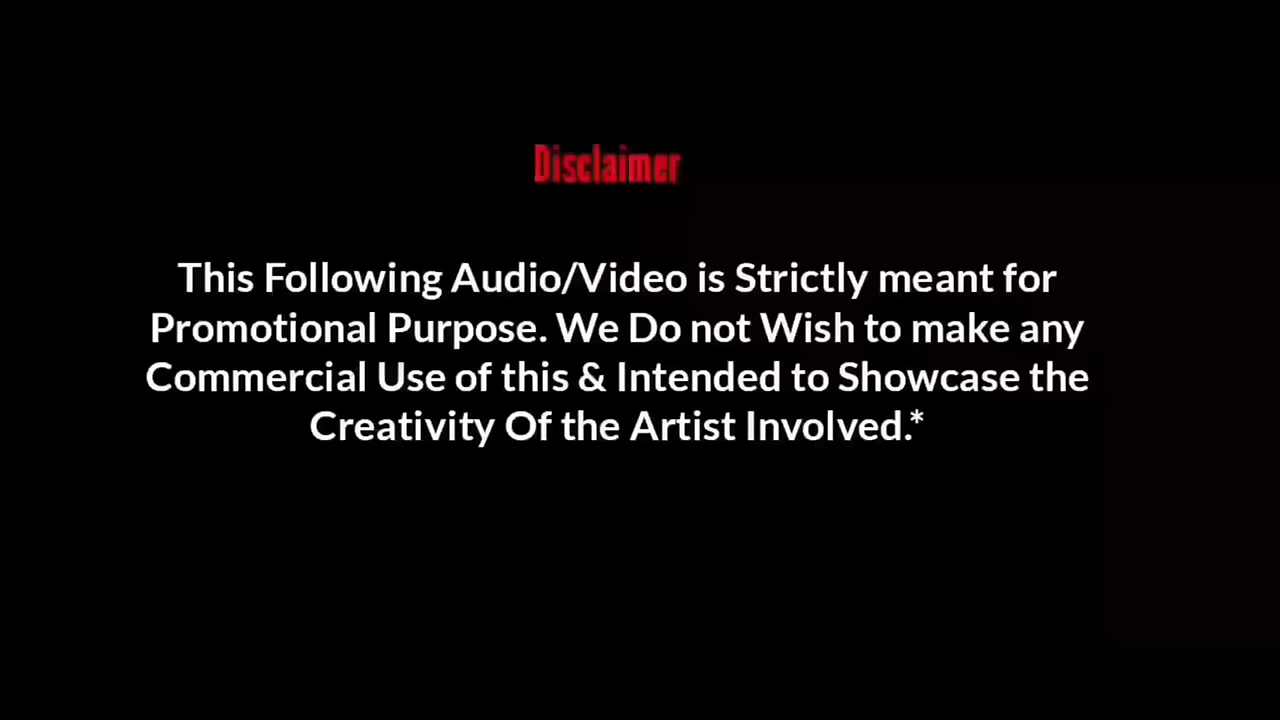 Disclaimer
This Following Audio/Video is Strictly meant for
Promotional Purpose. We Do not Wish to make any
Commercial Use of this & Intended to Showcase the
Creativity Of the Artist Involved.*